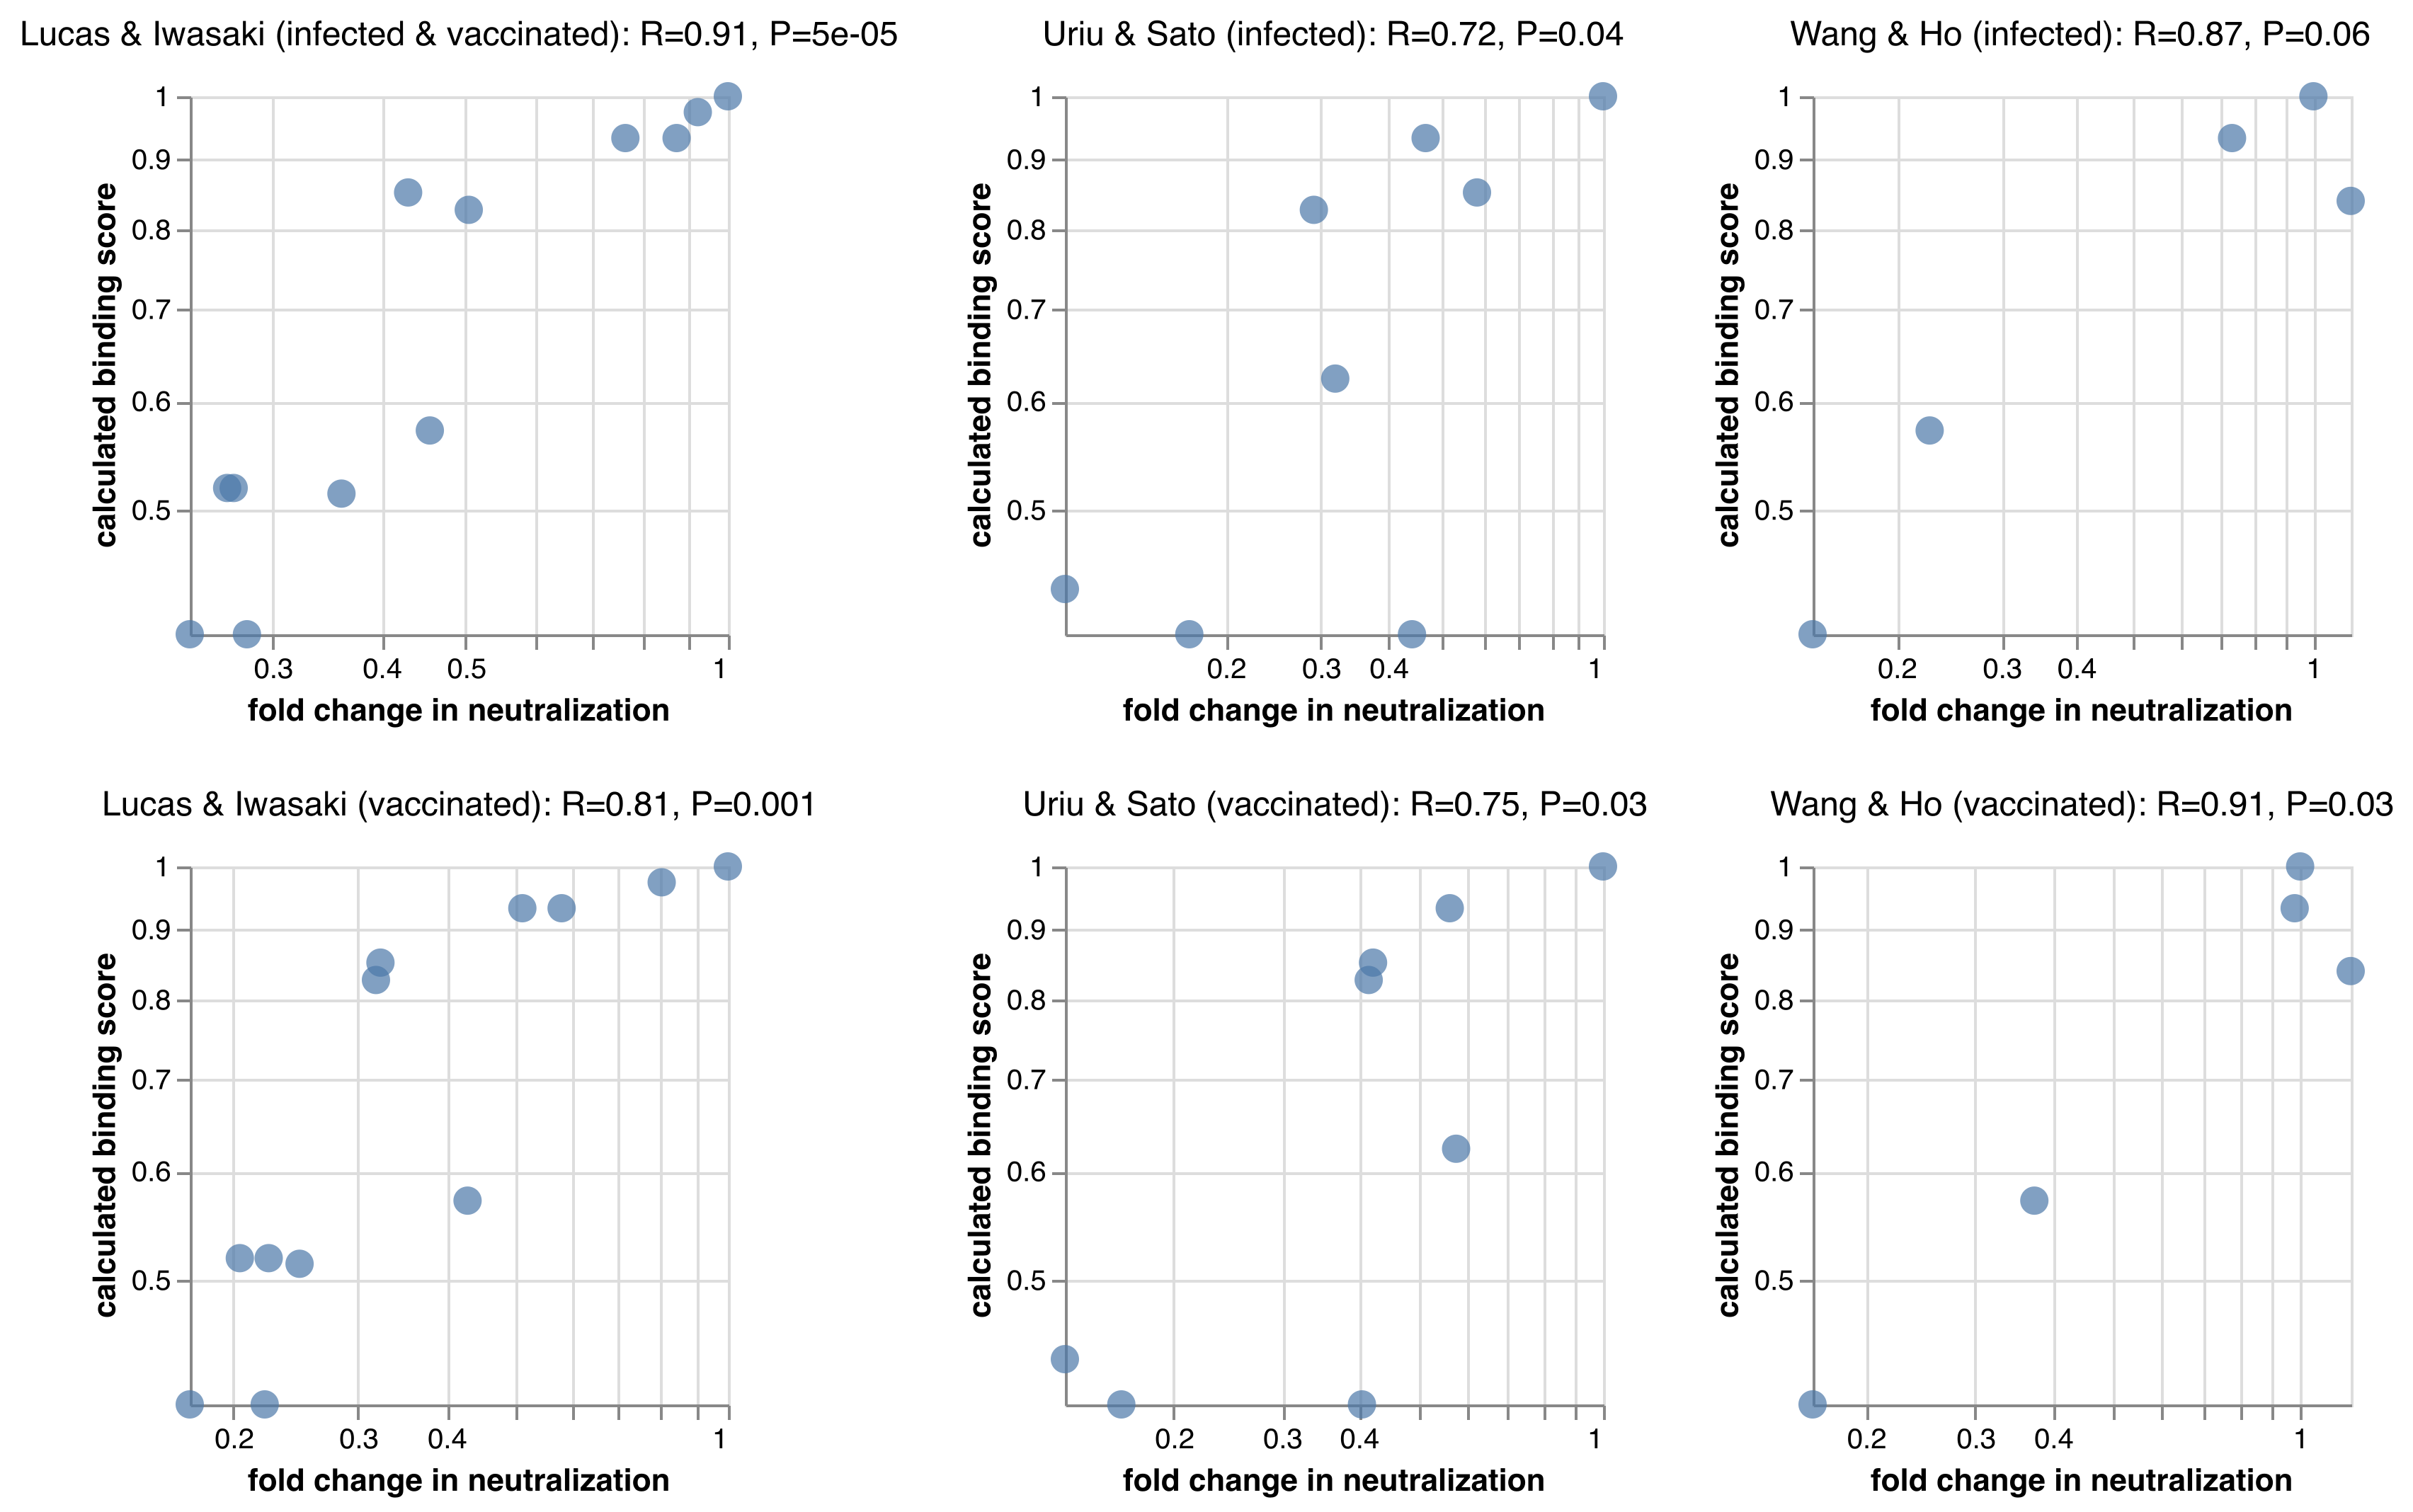 Lucas & Iwasaki (infected & vaccinated): R=0.91, P=5e-05
1
0.9
0.8
0.7
0.6
0.5
calculated binding score
0.3 0.4 0.5 1
fold change in neutralization
Uriu & Sato (infected): R=0.72, P=0.04
1
0.9
0.8
0.7
0.6
0.5
calculated binding score
0.2 0.3 0.4 1
fold change in neutralization
Wang & Ho (infected): R=0.87, P=0.06
1
0.9
0.8
0.7
0.6
0.5
calculated binding score
0.2 0.3 0.4 1
fold change in neutralization
Lucas & Iwasaki (vaccinated): R=0.81, P=0.001
1
0.9
0.8
0.7
0.6
0.5
calculated binding score
0.2 0.3 0.4 1
fold change in neutralization
Uriu & Sato (vaccinated): R=0.75, P=0.03
1
0.9
0.8
0.7
0.6
0.5
calculated binding score
0.2 0.3 0.4 1
fold change in neutralization
Wang & Ho (vaccinated): R=0.91, P=0.03
1
0.9
0.8
0.7
0.6
0.5
calculated binding score
0.2 0.3 0.4 1
fold change in neutralization